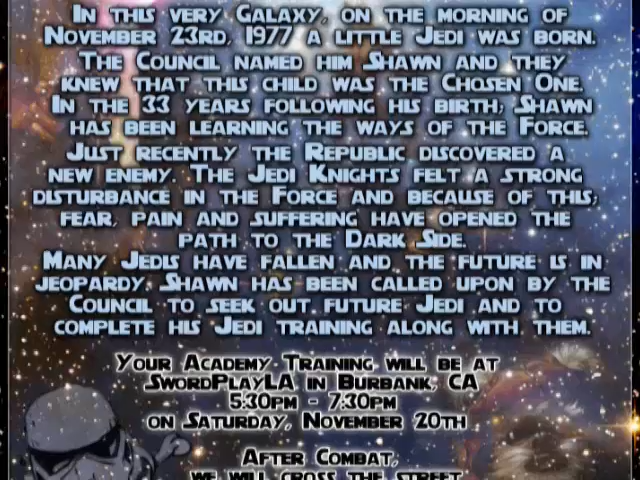 In this very Galaxy, on the morning of
November 23rd, 1977 a little Jedi was born.
The Council named him Shawn and they
knew that this child was the Chosen One.
In the 33 years following his birth, Shawn
has been learning the ways of the Force.
Just recently the Republic discovered a
new enemy. The Jedi Knights felt a strong
disturbance in the Force and because of this,
fear, pain and suffering have opened the
path to the Dark Side.
Many Jedis have fallen and the future is in
jeopardy. Shawn has been called upon by the
Council to seek out future Jedi and to
complete his Jedi training along with them.
Your Academy Training will be at
SwordPlayLA in Burbank, CA
5:30pm - 7:30pm
on Saturday, November 20th
After Combat,
we will cross the street